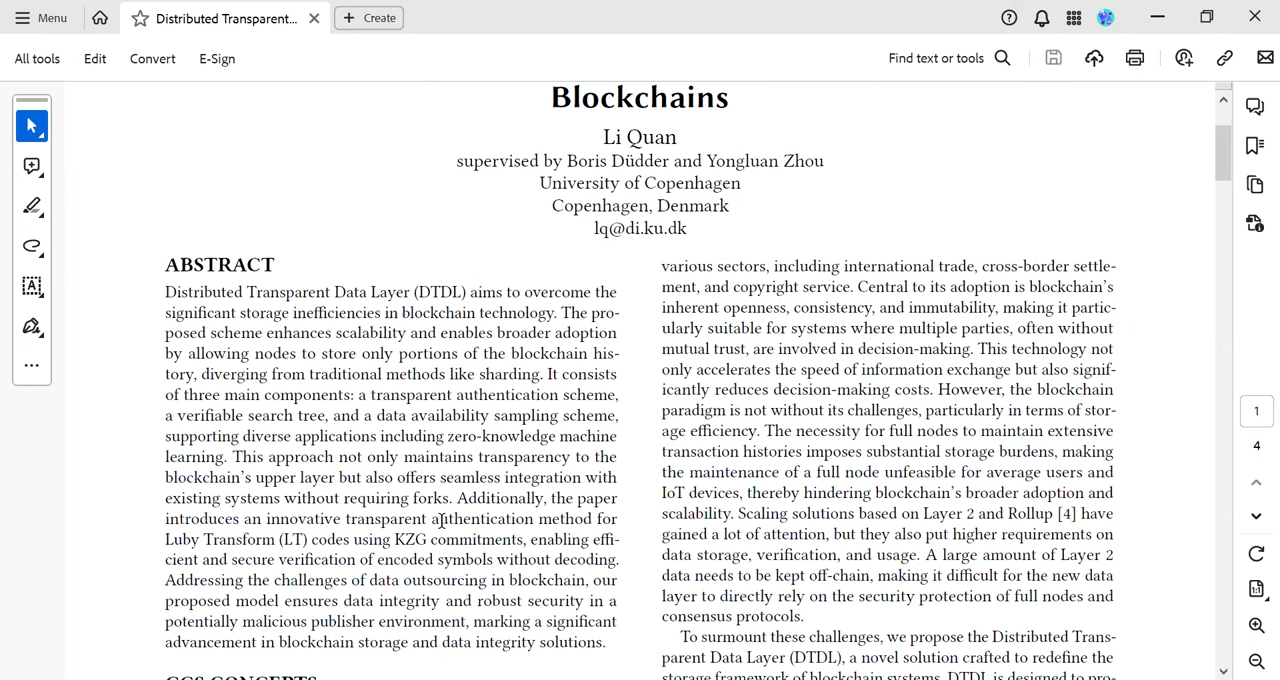 Menu
Distributed Transparent...
Create
All tools
Edit
Convert
E-Sign
Find text or tools
Blockchains
Li Quan
supervised by Boris Düdder and Yongluan Zhou
University of Copenhagen
Copenhagen, Denmark
lq@di.ku.dk
ABSTRACT
Distributed Transparent Data Layer (DTDL) aims to overcome the
significant storage inefficiencies in blockchain technology. The pro-
posed scheme enhances scalability and enables broader adoption
by allowing nodes to store only portions of the blockchain his-
tory, diverging from traditional methods like sharding. It consists
of three main components: a transparent authentication scheme,
a verifiable search tree, and a data availability sampling scheme,
supporting diverse applications including zero-knowledge machine
learning. This approach not only maintains transparency to the
blockchain's upper layer but also offers seamless integration with
existing systems without requiring forks. Additionally, the paper
introduces an innovative transparent authentication method for
Luby Transform (LT) codes using KZG commitments, enabling effi-
cient and secure verification of encoded symbols without decoding.
Addressing the challenges of data outsourcing in blockchain, our
proposed model ensures data integrity and robust security in a
potentially malicious publisher environment, marking a significant
advancement in blockchain storage and data integrity solutions.
CCS CONCEPTS
various sectors, including international trade, cross-border settle-
ment, and copyright service. Central to its adoption is blockchain's
inherent openness, consistency, and immutability, making it partic-
ularly suitable for systems where multiple parties, often without
mutual trust, are involved in decision-making. This technology not
only accelerates the speed of information exchange but also signif-
icantly reduces decision-making costs. However, the blockchain
paradigm is not without its challenges, particularly in terms of stor-
age efficiency. The necessity for full nodes to maintain extensive
transaction histories imposes substantial storage burdens, making
the maintenance of a full node unfeasible for average users and
IoT devices, thereby hindering blockchain's broader adoption and
scalability. Scaling solutions based on Layer 2 and Rollup [4] have
gained a lot of attention, but they also put higher requirements on
data storage, verification, and usage. A large amount of Layer 2
data needs to be kept off-chain, making it difficult for the new data
layer to directly rely on the security protection of full nodes and
consensus protocols.
To surmount these challenges, we propose the Distributed Trans-
parent Data Layer (DTDL), a novel solution crafted to redefine the
storage framework of blockchain systems. DTDL is designed to pro-
1
4